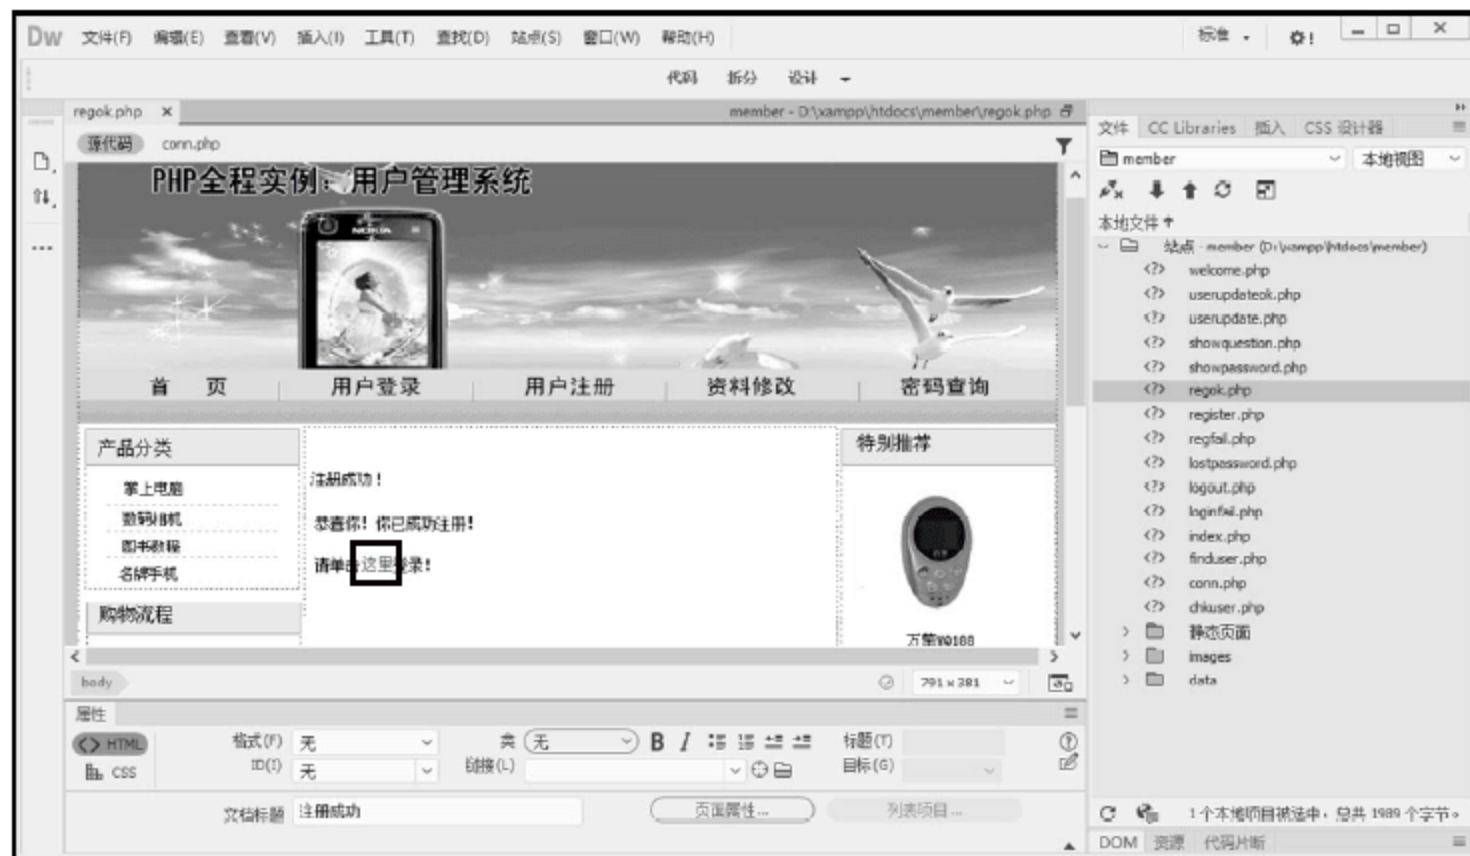 Dw 文件(F) 编辑(E) 查看(V) 插入(I) 工具(T) 查找(D) 站点(S) 窗口(W) 帮助(H) 标准
代码 拆分 设计
regok.php × member - D:\xampp\htdocs\member\regok.php
源代码 conn.php
PHP全程实例：用户管理系统
NOKIA
首 页 用户登录 用户注册 资料修改 密码查询
产品分类
掌上电脑
数码相机
图书教程
名牌手机
购物流程
注册成功！
恭喜你！你已成功注册！
请单击这里登录！
特别推荐
body
791 x 381
属性
<> HTML 格式(F) 无 类 无 B I 标题(T)
CSS ID(I) 无 链接(L) 目标(G)
文档标题 注册成功 页面属性... 列表项目...
文件 CC Libraries 插入 CSS 设计器
member 本地视图
本地文件
站点 - member (D:\xampp\htdocs\member)
welcome.php
userupdateok.php
userupdate.php
showquestion.php
showpassword.php
regok.php
register.php
regfail.php
lostpassword.php
logout.php
loginfail.php
index.php
finduser.php
conn.php
chkuser.php
静态页面
images
data
1 个本地项目被选中，总共 1989 个字节。
DOM 资源 代码片断